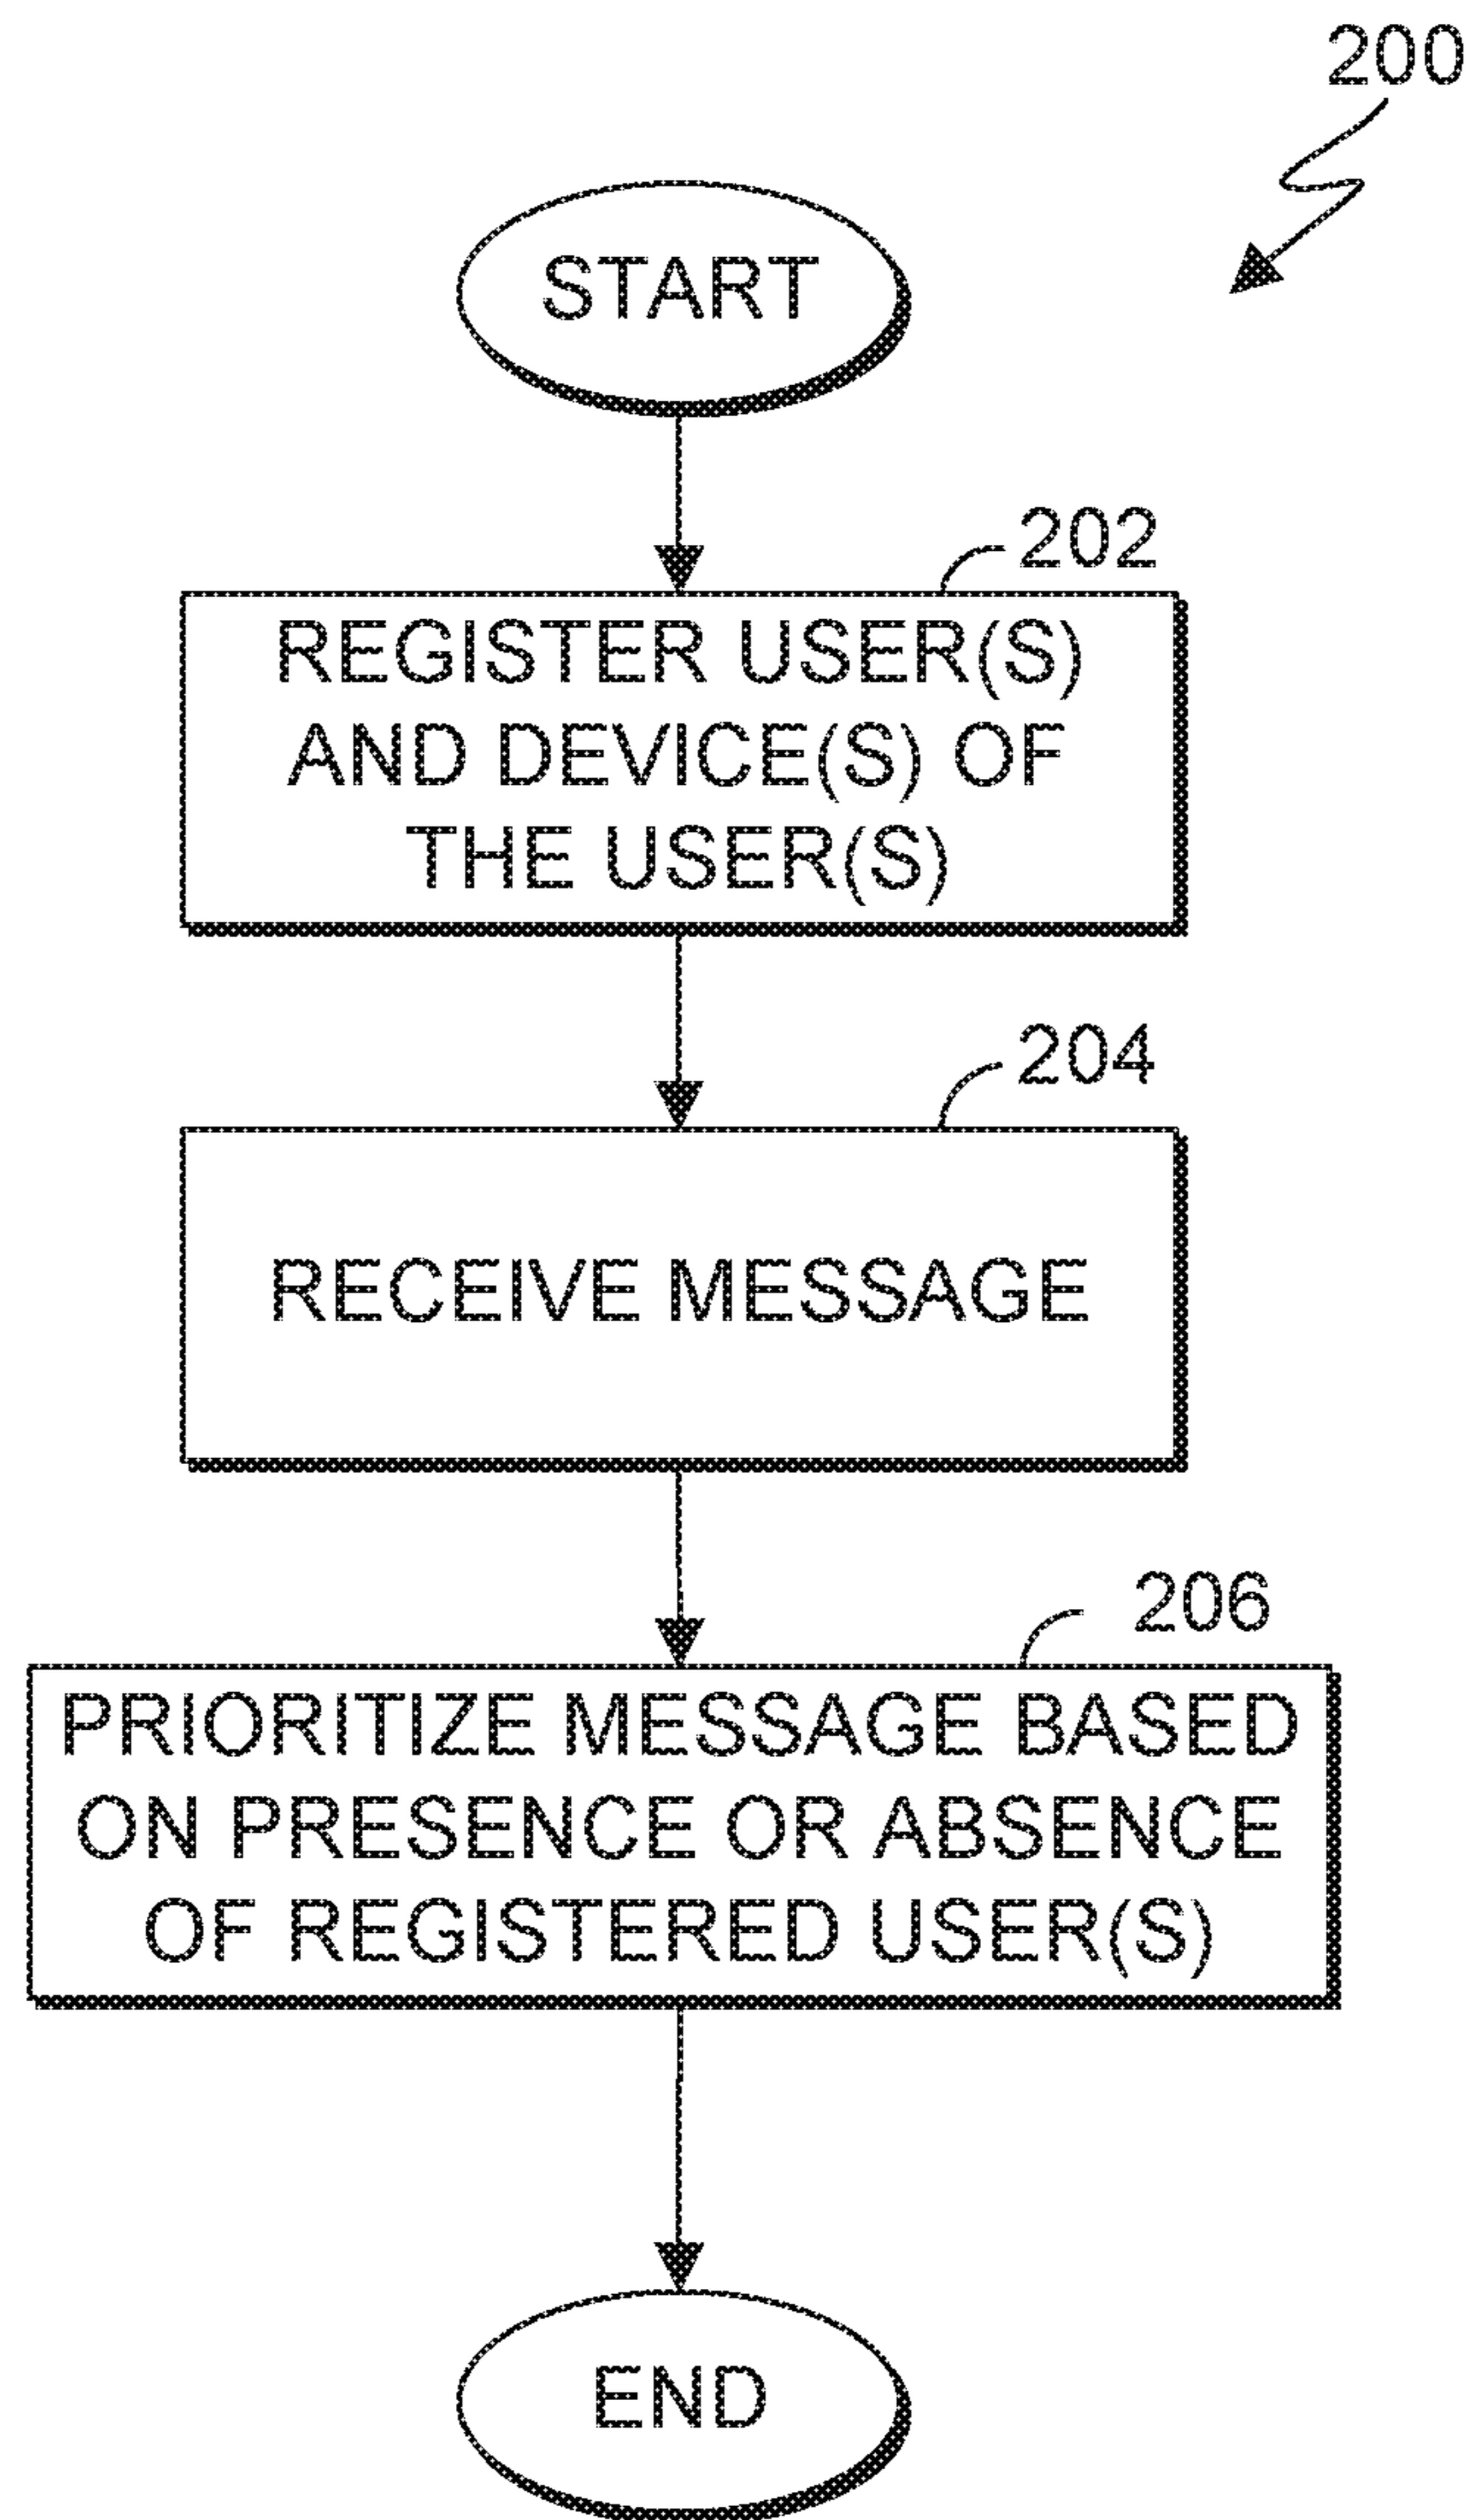 200
START
202
REGISTER USER(S)
AND DEVICE(S) OF
THE USER(S)
204
RECEIVE MESSAGE
206
PRIORITIZE MESSAGE BASED
ON PRESENCE OR ABSENCE
OF REGISTERED USER(S)
END